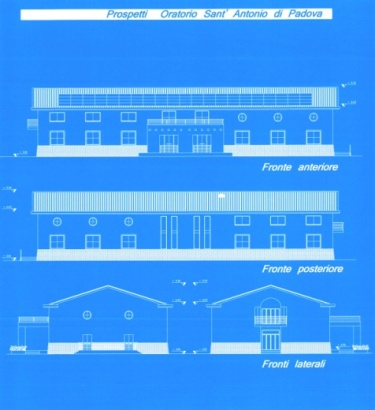 Prospetti Oratorio Sant' Antonio di Padova
Fronte anteriore
Fronte posteriore
Fronti laterali